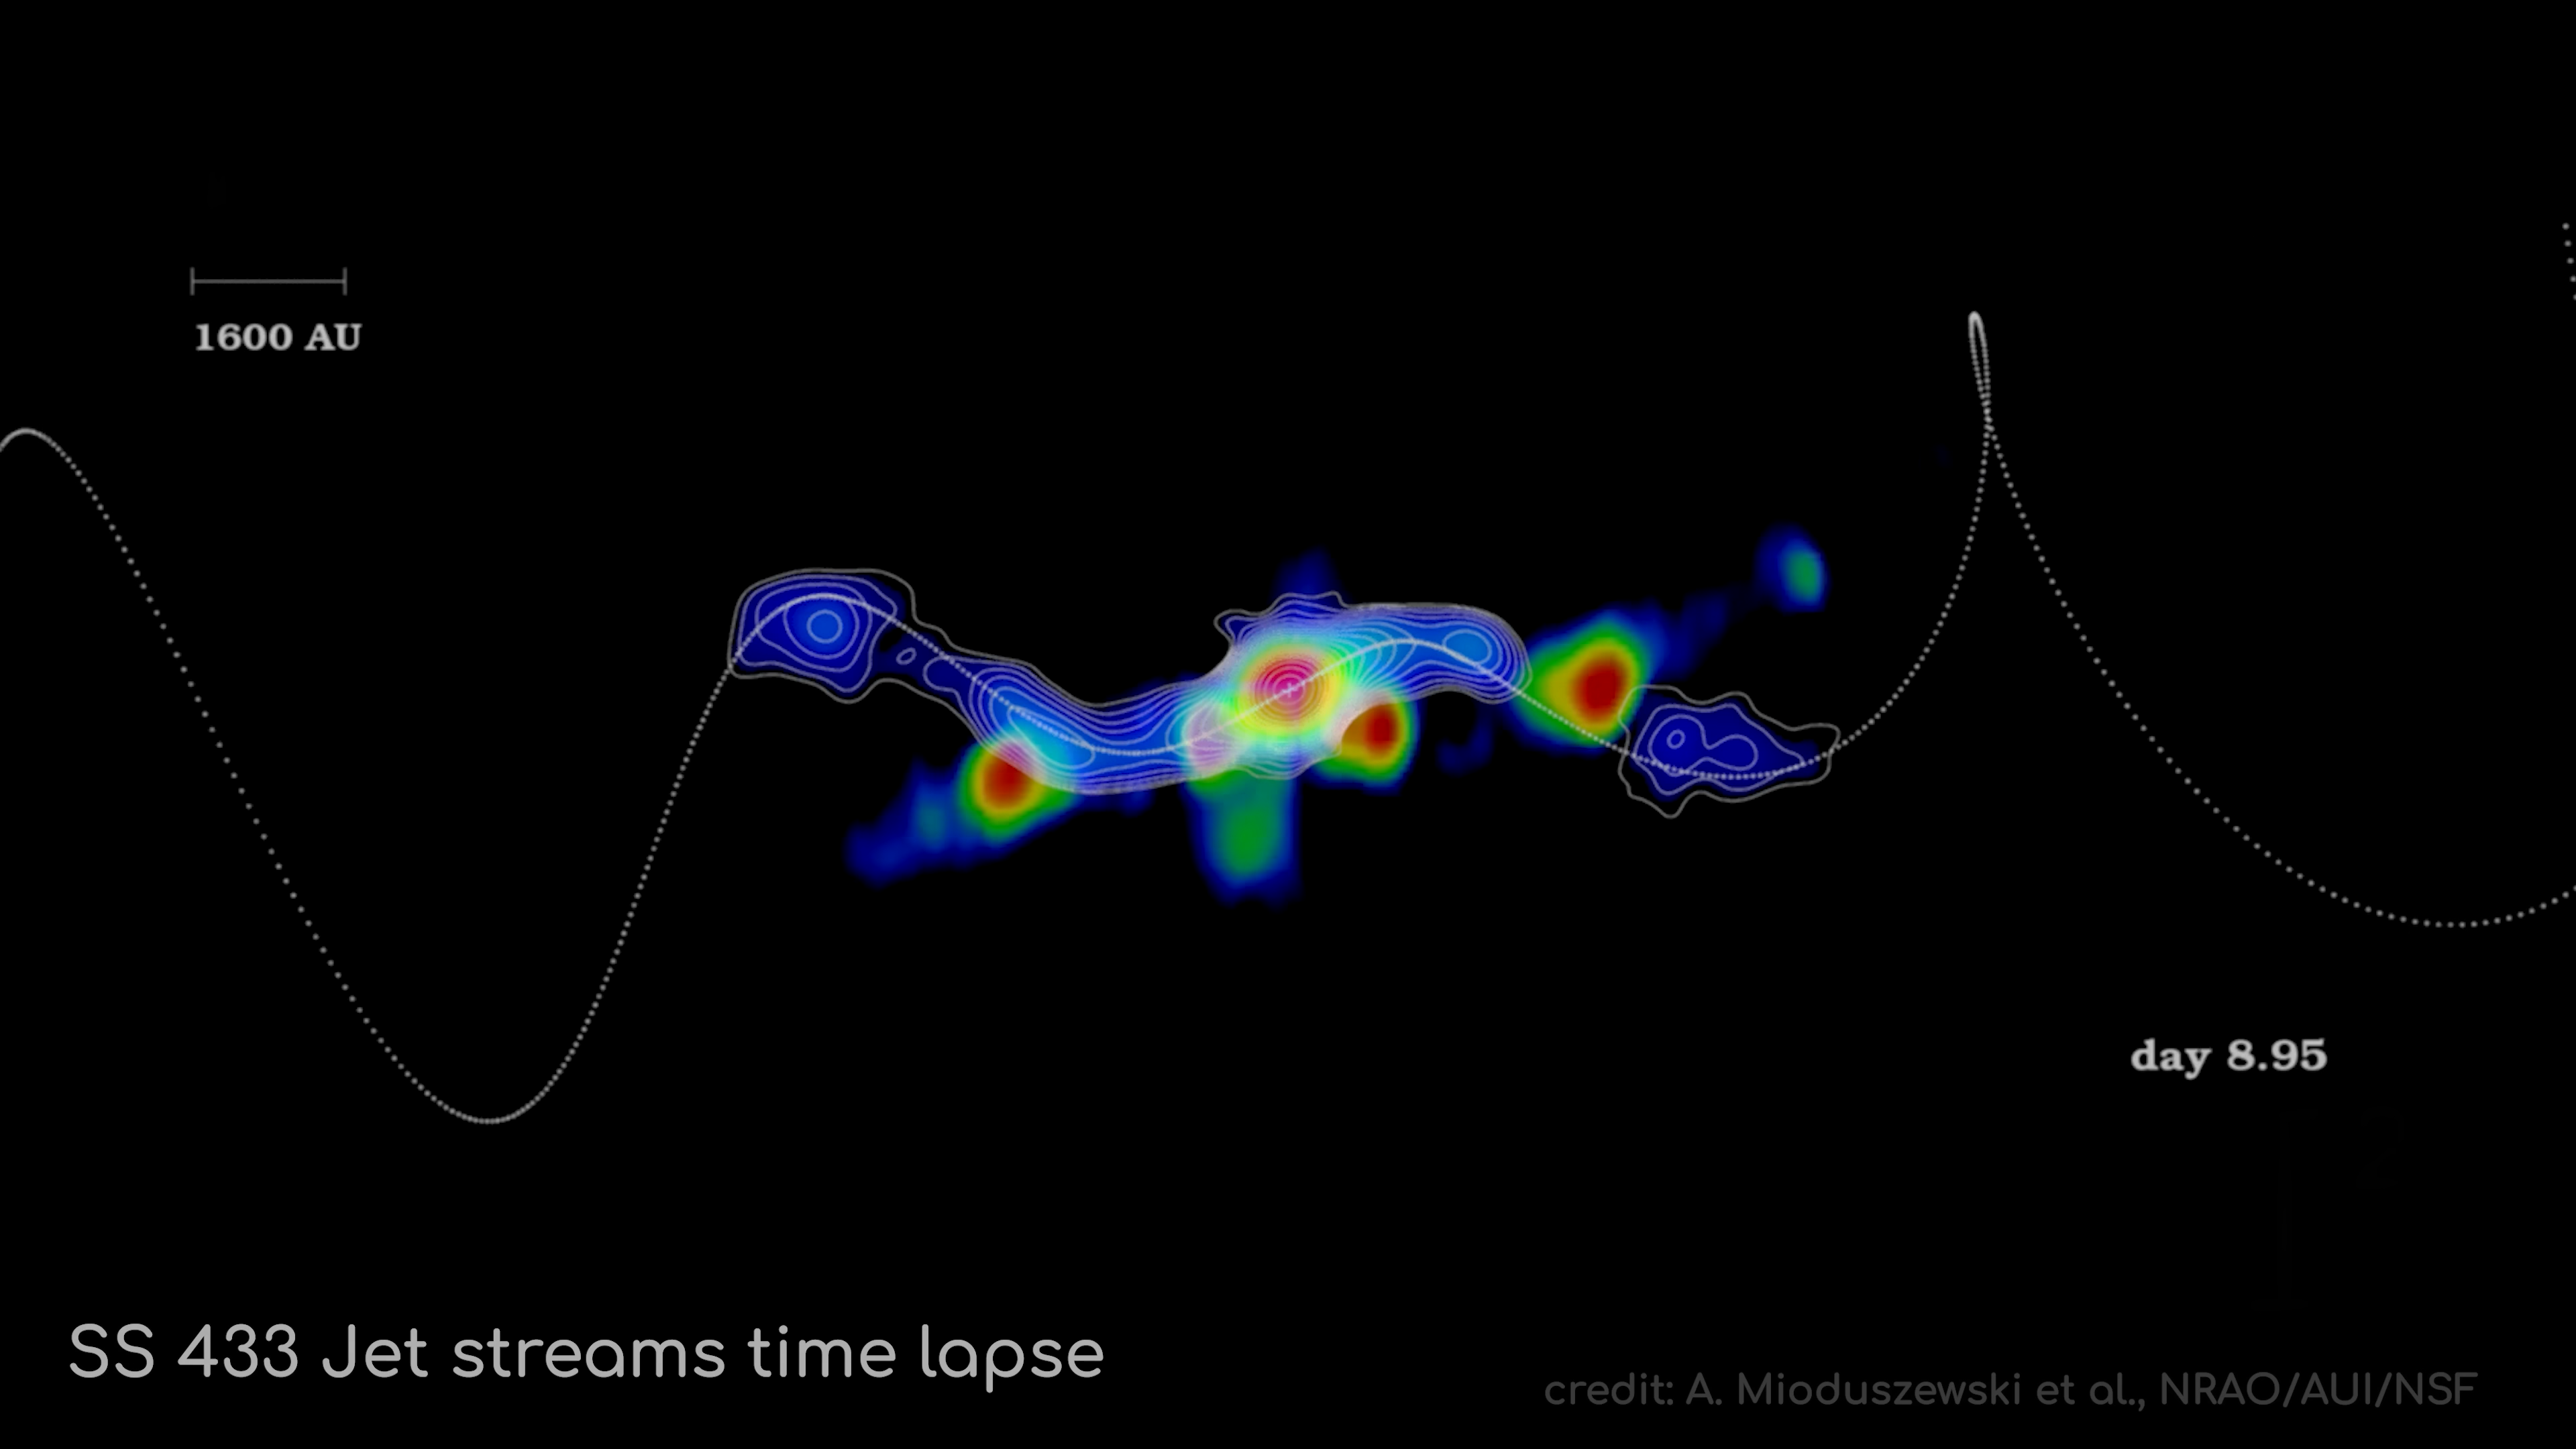 1600 AU
day 8.95
SS 433 Jet streams time lapse
credit: A. Mioduszewski et al., NRAO/AUI/NSF